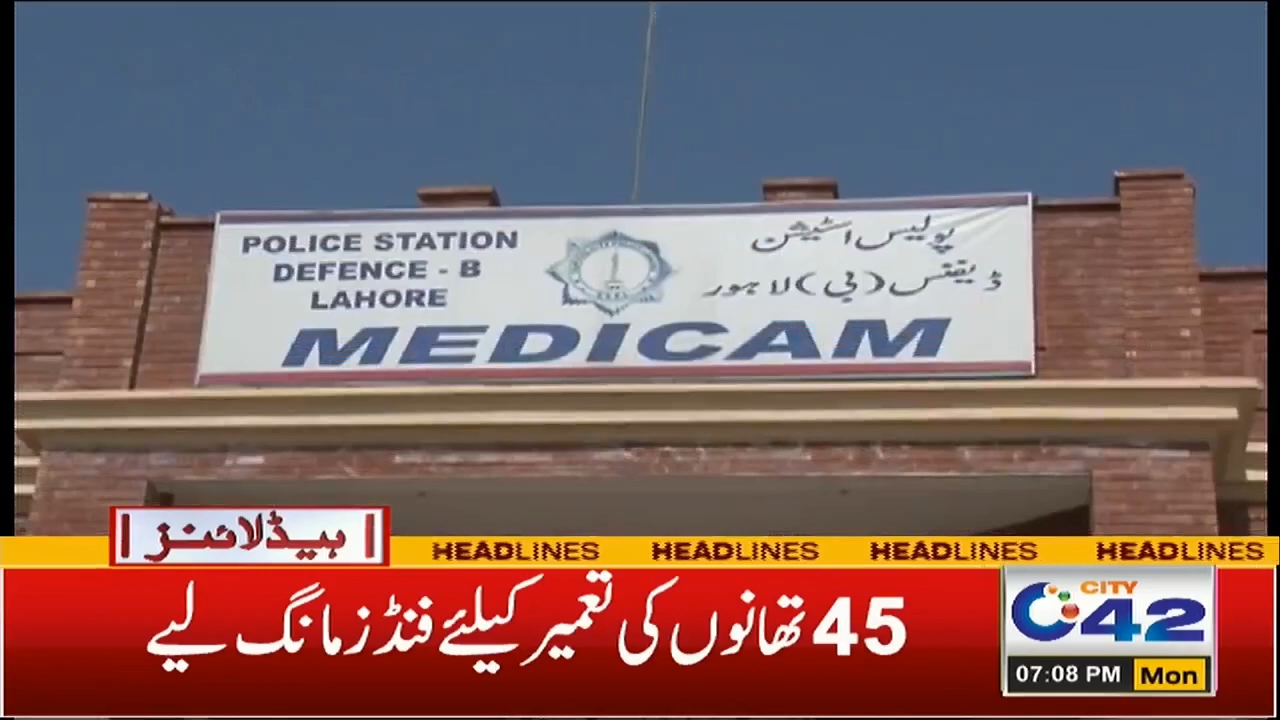 POLICE STATION
DEFENCE - B
LAHORE
پولیس اسٹیشن
ڈیفنس (بی) لاہور
MEDICAM
ہیڈلائنز
HEADLINES HEADLINES HEADLINES HEADLINES
45 تھانوں کی تعمیر کیلئے فنڈز مانگ لیے
CITY
42
07:08 PM Mon